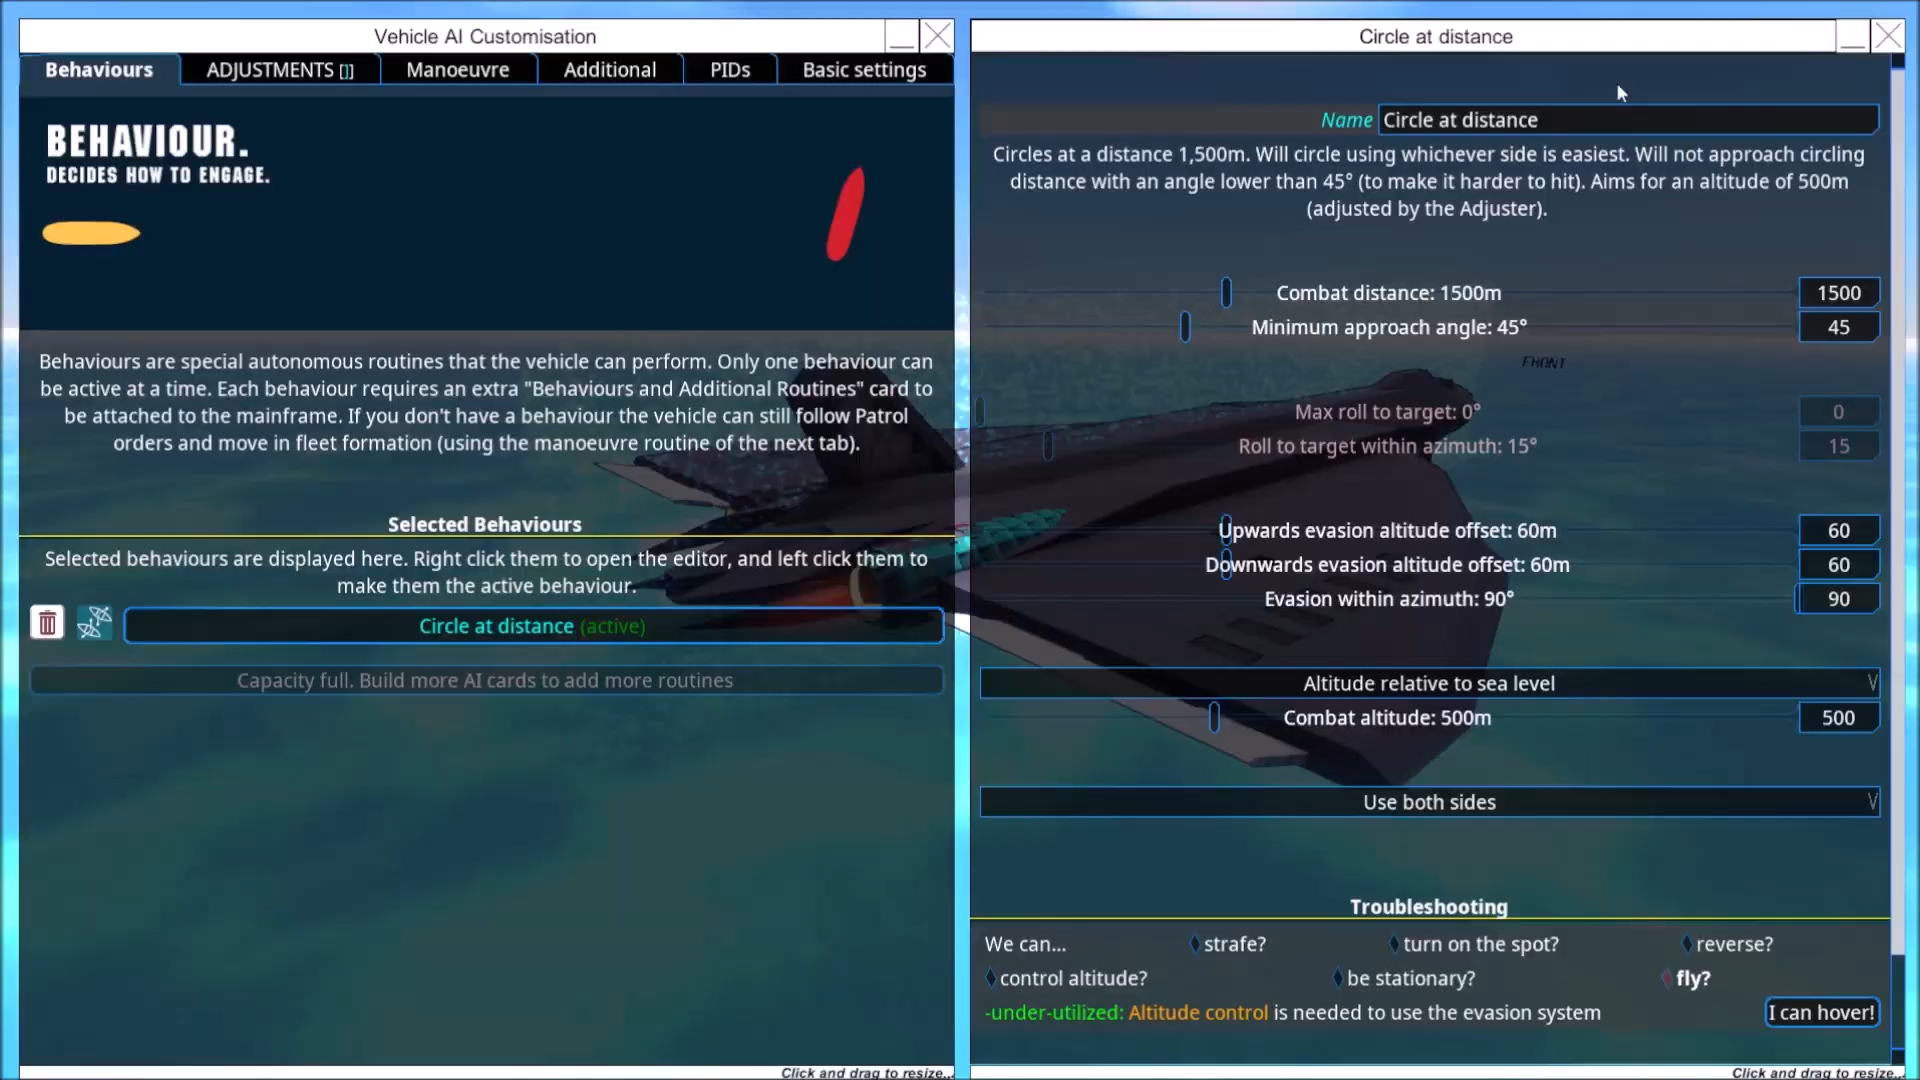 Vehicle AI Customisation
Behaviours
ADJUSTMENTS []
Manoeuvre
Additional
PIDs
Basic settings
BEHAVIOUR.
DECIDES HOW TO ENGAGE.
Behaviours are special autonomous routines that the vehicle can perform. Only one behaviour can
be active at a time. Each behaviour requires an extra "Behaviours and Additional Routines" card to
be attached to the mainframe. If you don't have a behaviour the vehicle can still follow Patrol
orders and move in fleet formation (using the manoeuvre routine of the next tab).
Selected Behaviours
Selected behaviours are displayed here. Right click them to open the editor, and left click them to
make them the active behaviour.
Circle at distance (active)
Capacity full. Build more AI cards to add more routines
Click and drag to resize...
Circle at distance
Name Circle at distance
Circles at a distance 1,500m. Will circle using whichever side is easiest. Will not approach circling
distance with an angle lower than 45° (to make it harder to hit). Aims for an altitude of 500m
(adjusted by the Adjuster).
Combat distance: 1500m 1500
Minimum approach angle: 45° 45
FRONT
Max roll to target: 0° 0
Roll to target within azimuth: 15° 15
Upwards evasion altitude offset: 60m 60
Downwards evasion altitude offset: 60m 60
Evasion within azimuth: 90° 90
Altitude relative to sea level V
Combat altitude: 500m 500
Use both sides V
Troubleshooting
We can... strafe? turn on the spot? reverse?
control altitude? be stationary? fly?
-under-utilized: Altitude control is needed to use the evasion system I can hover!
Click and drag to resize...